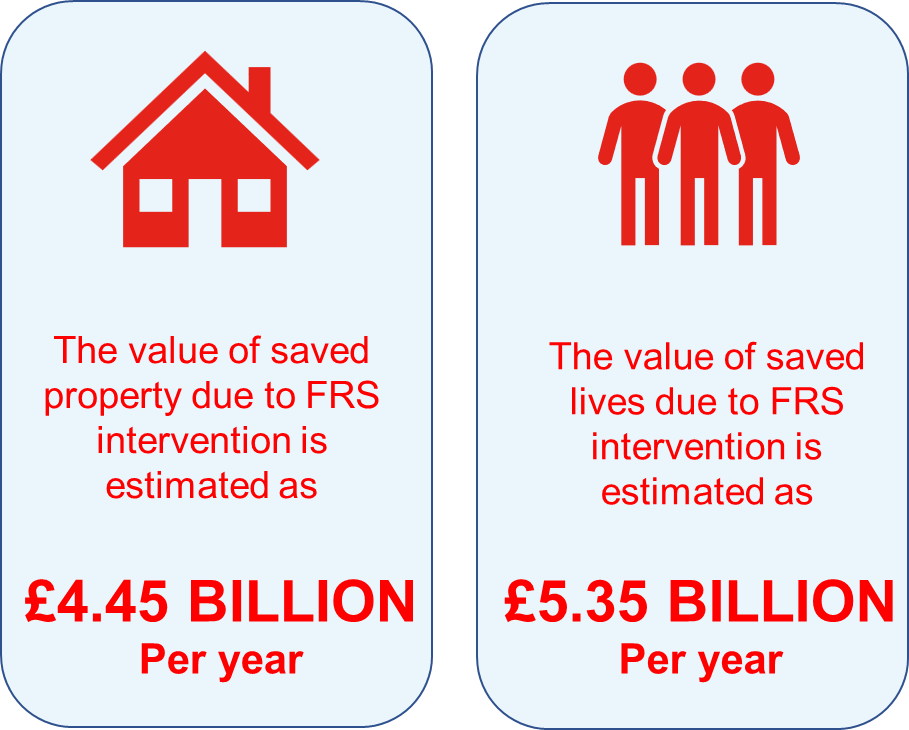 The value of saved
property due to FRS
intervention is
estimated as
£4.45 BILLION
Per year
The value of saved
lives due to FRS
intervention is
estimated as
£5.35 BILLION
Per year